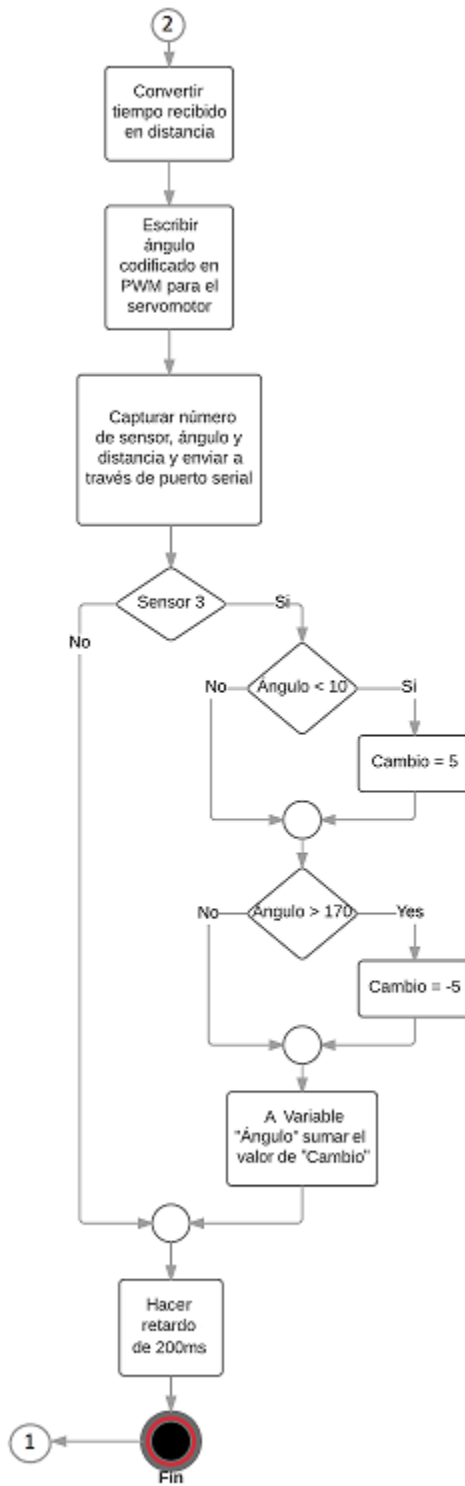 2
Convertir
tiempo recibido
en distancia
Escribir
ángulo
codificado en
PWM para el
servomotor
Capturar número
de sensor, ángulo y
distancia y enviar a
través de puerto serial
Sensor 3
Si
No
No
Angulo < 10
Si
Cambio = 5
No
Angulo > 170
Yes
Cambio = -5
A Variable
"Ángulo" sumar el
valor de "Cambio"
Hacer
retardo
de 200ms
1
Fin